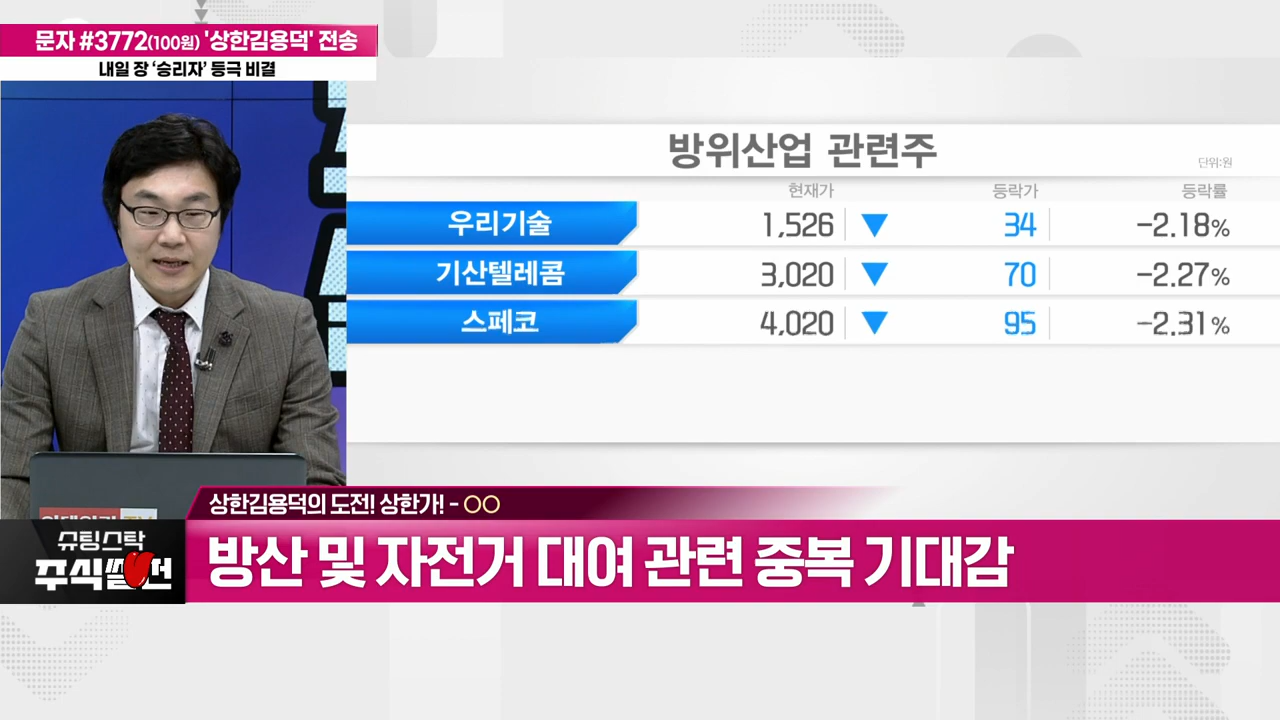 문자 #3772(100원) '상한김용덕' 전송
내일 장 '승리자' 등극 비결
방위산업 관련주
단위:원
현재가 등락가 등락률
우리기술 1,526 ▼ 34 -2.18%
기산텔레콤 3,020 ▼ 70 -2.27%
스페코 4,020 ▼ 95 -2.31%
상한김용덕의 도전! 상한가! - ○○
슈팅스탁
주식썰전
방산 및 자전거 대여 관련 중복 기대감